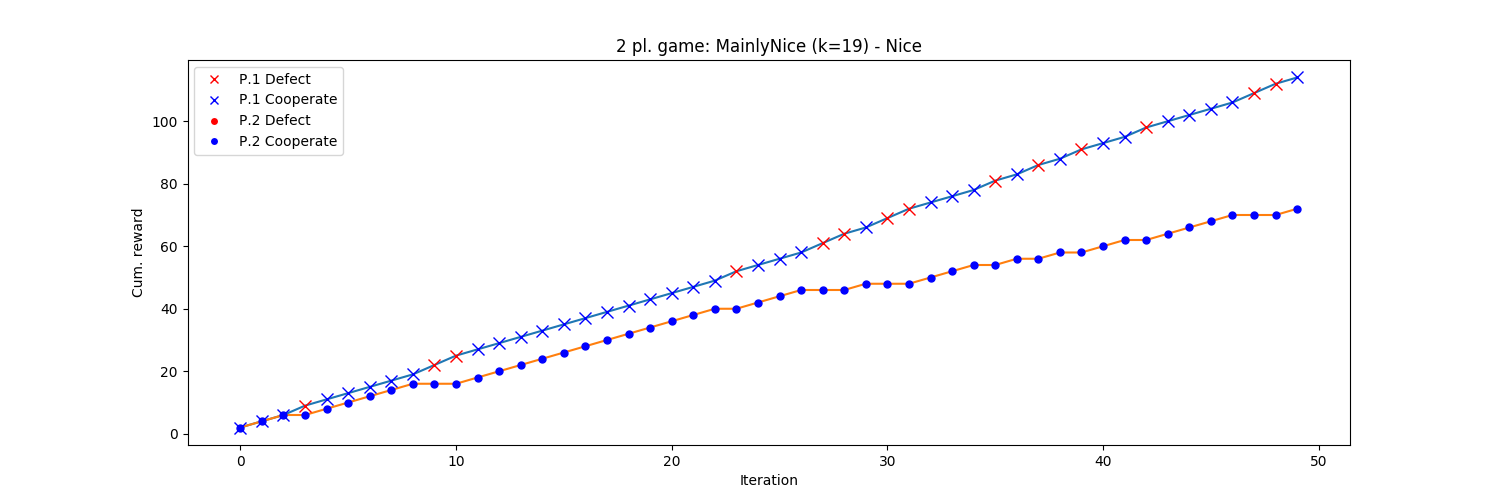 2 pl. game: MainlyNice (k=19) - Nice
P.1 Defect
P.1 Cooperate
P.2 Defect
P.2 Cooperate
Cum. reward
100
80
60
40
20
0
0 10 20 30 40 50
Iteration